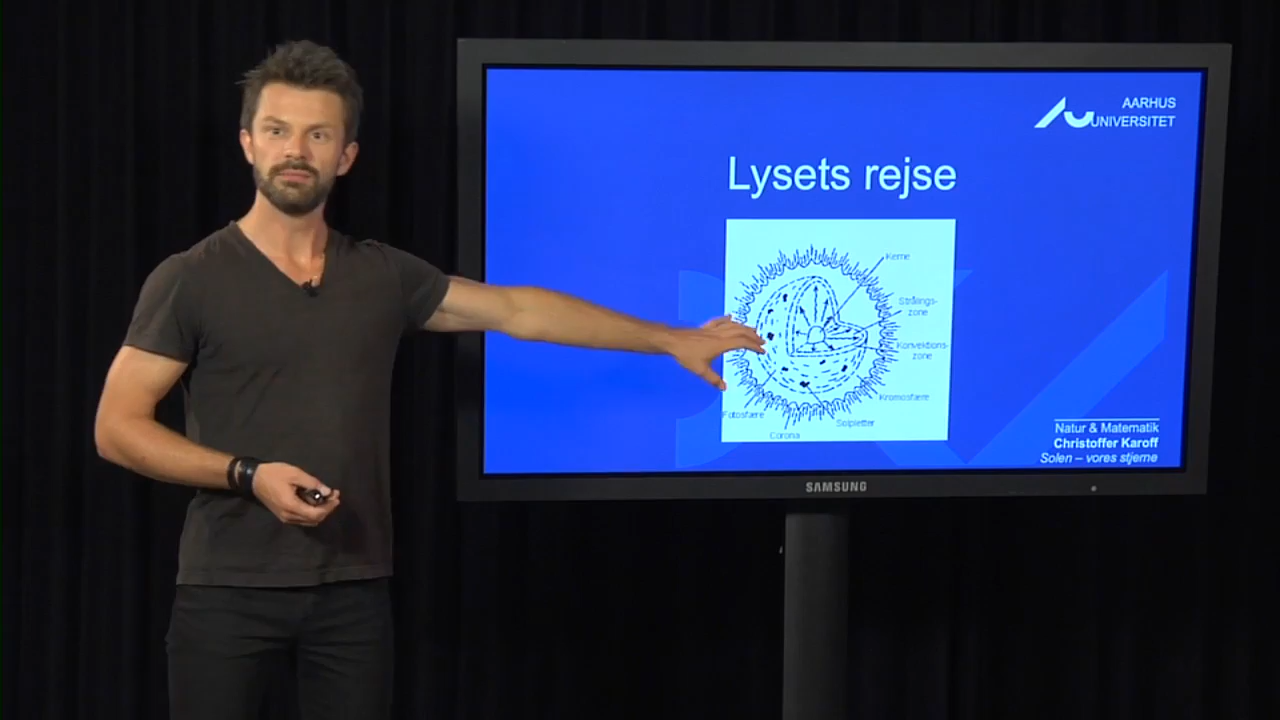 AARHUS
UNIVERSITET
Lysets rejse
Kerne
Strålings-
zone
Konvektions-
zone
Kromosfære
Fotosfære
Solpletter
Corona
Natur & Matematik
Christoffer Karoff
Solen – vores stjerne
SAMSUNG